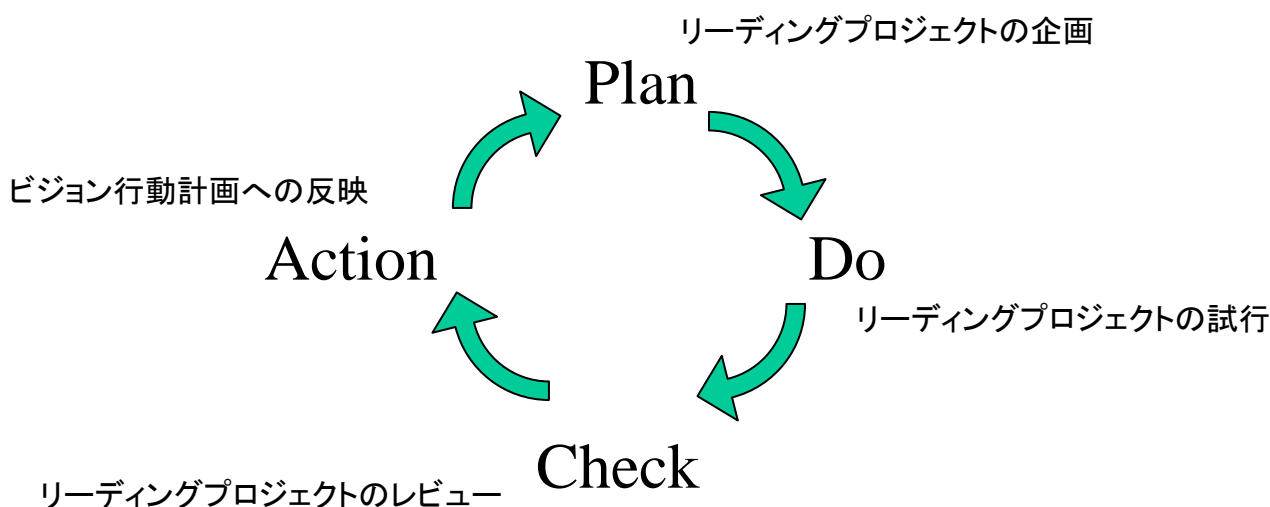 リーディングプロジェクトの企画
Plan
ビジョン行動計画への反映
Action
Do
リーディングプロジェクトの試行
Check
リーディングプロジェクトのレビュー